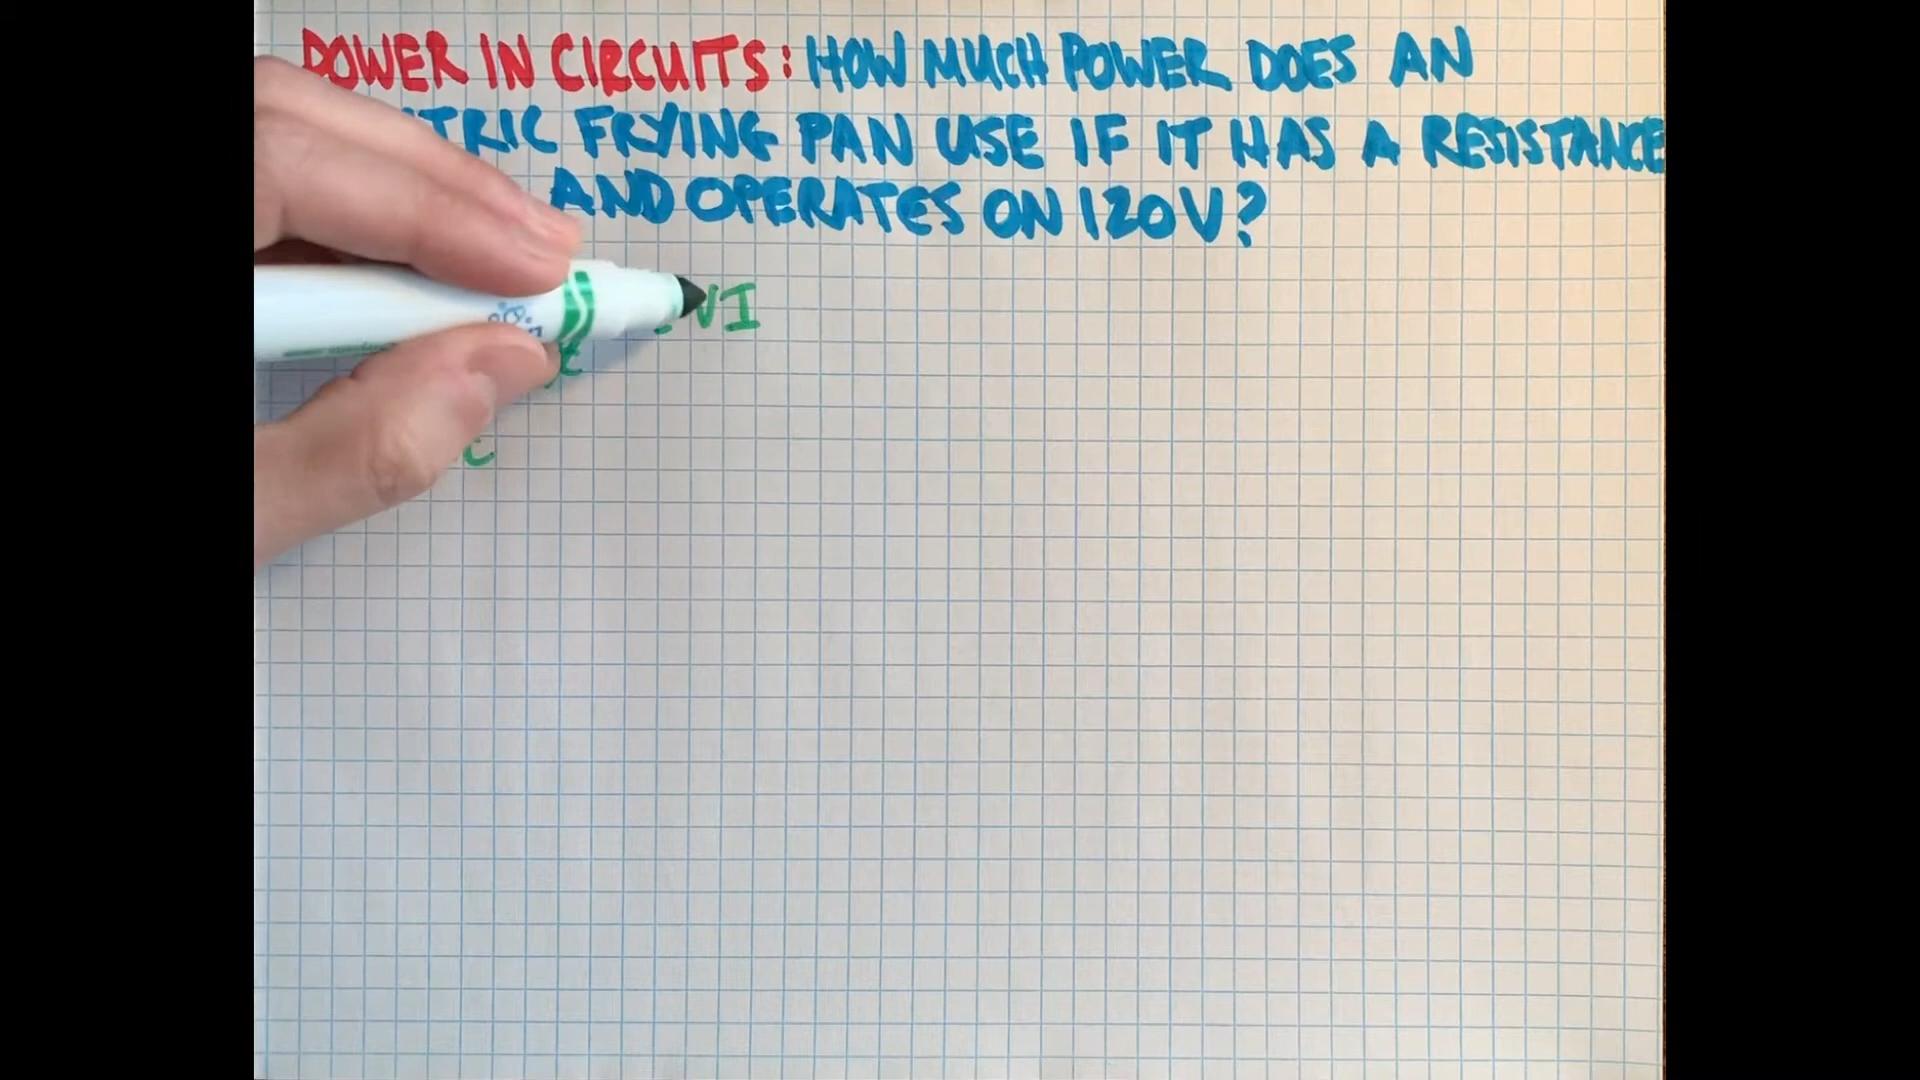 POWER IN CIRCUITS: HOW MUCH POWER DOES AN
TRIC FRYING PAN USE IF IT HAS A RESISTANCE
AND OPERATES ON 120V?
VI
t